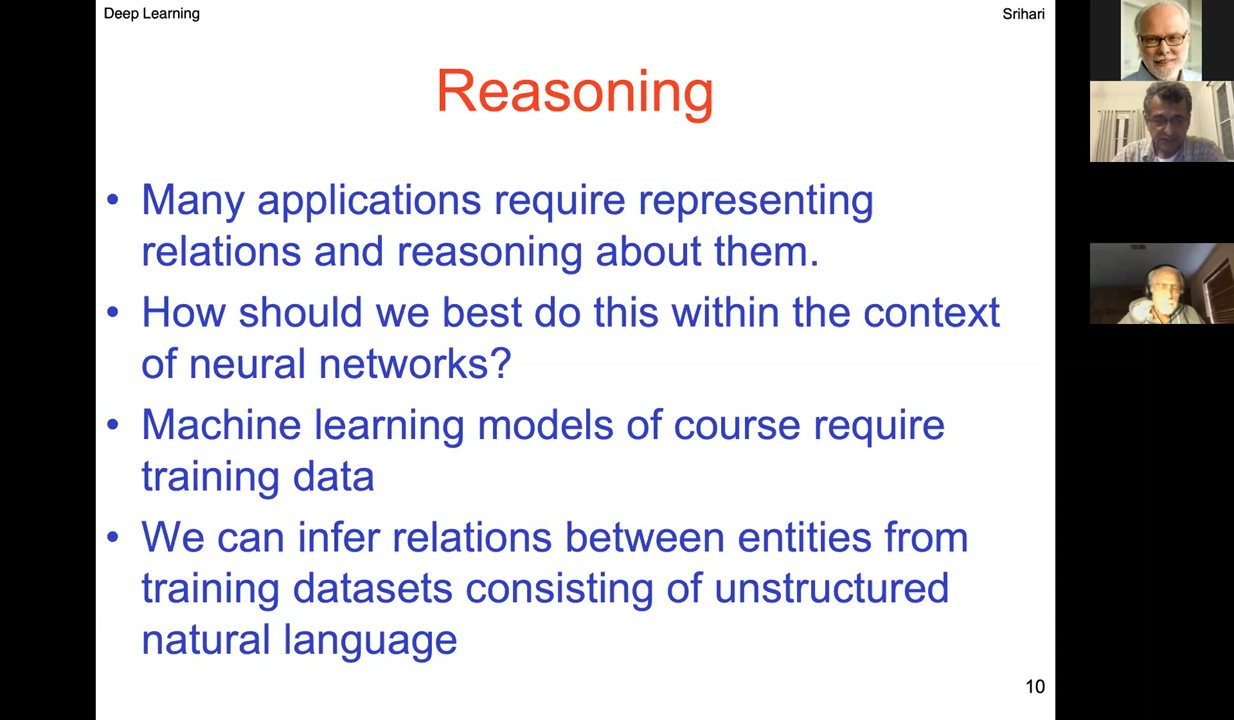 Deep Learning
Srihari
Reasoning
• Many applications require representing
relations and reasoning about them.
• How should we best do this within the context
of neural networks?
• Machine learning models of course require
training data
• We can infer relations between entities from
training datasets consisting of unstructured
natural language
10